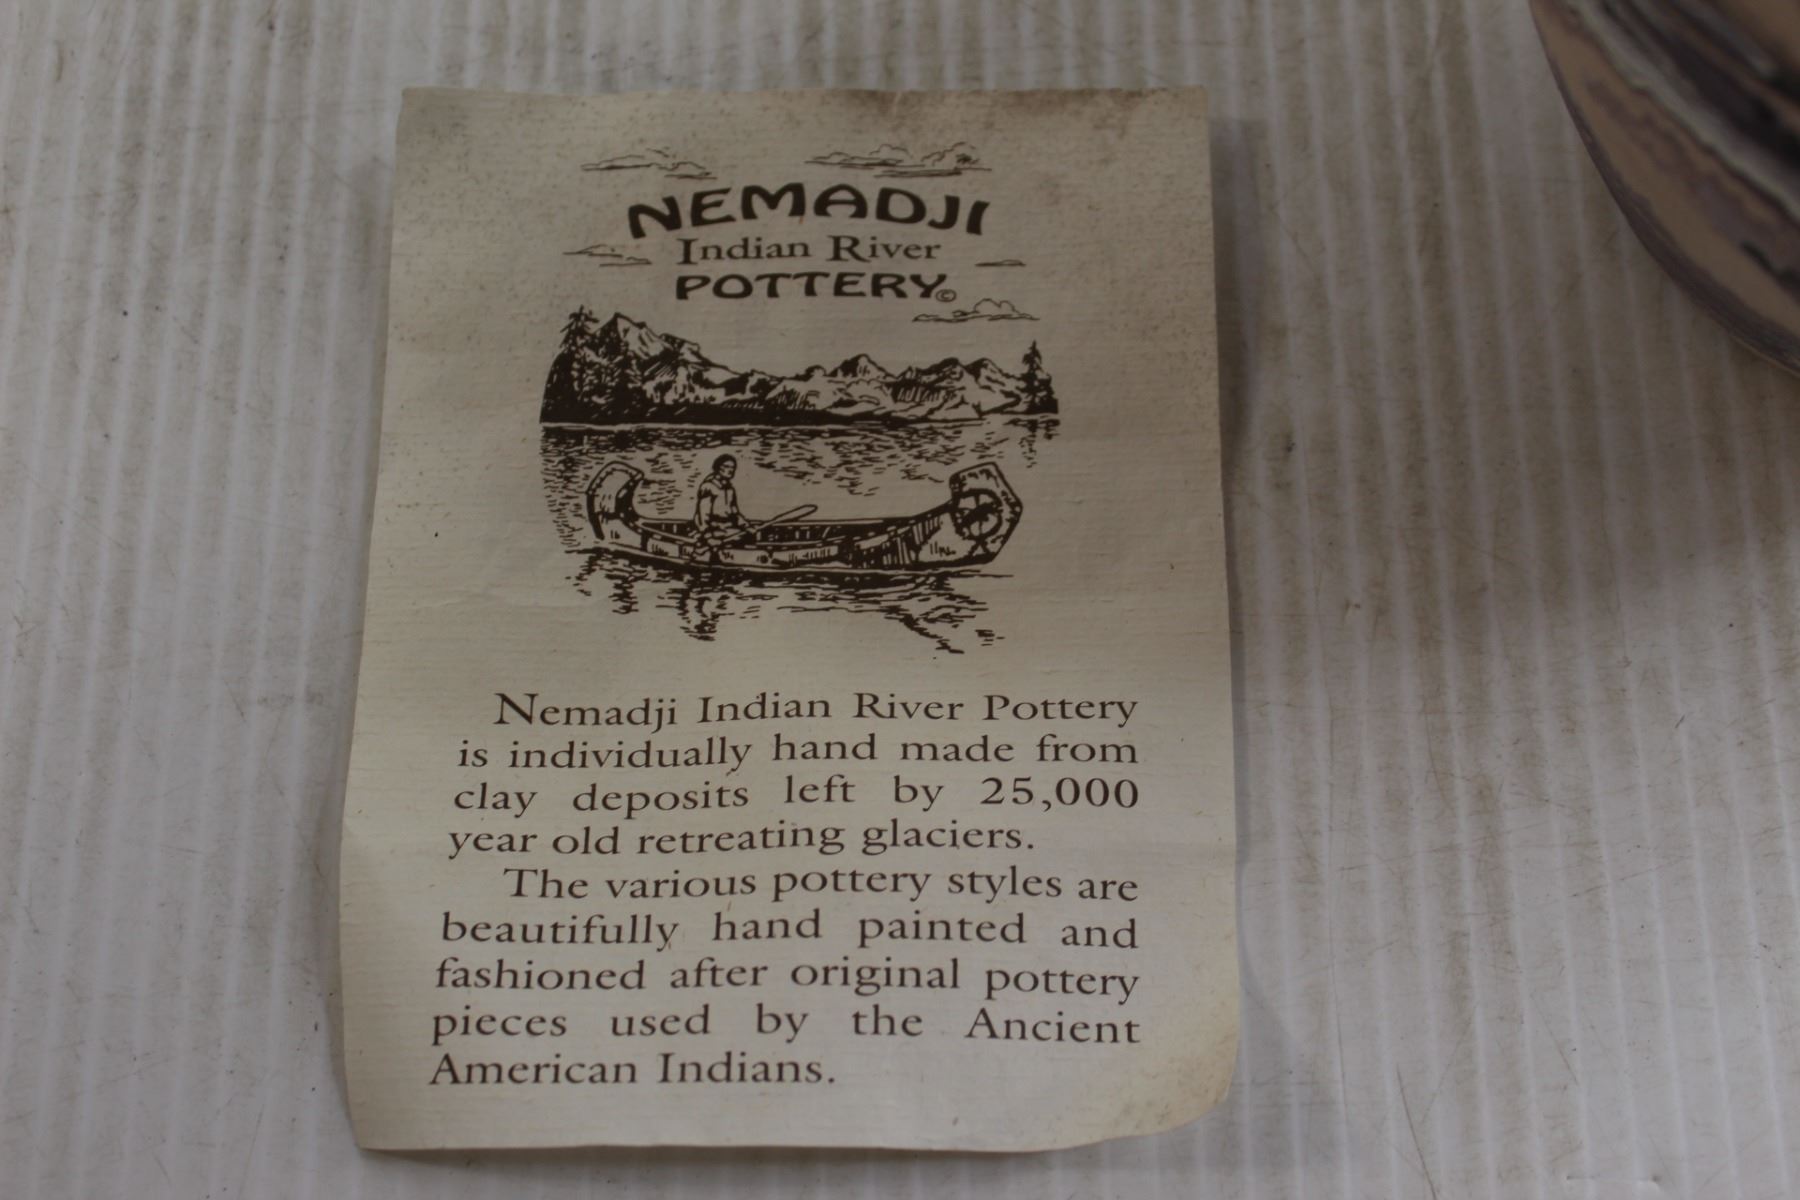 NEMADJI
Indian River
POTTERY©
Nemadji Indian River Pottery
is individually hand made from
clay deposits left by 25,000
year old retreating glaciers.
The various pottery styles are
beautifully hand painted and
fashioned after original pottery
pieces used by the Ancient
American Indians.